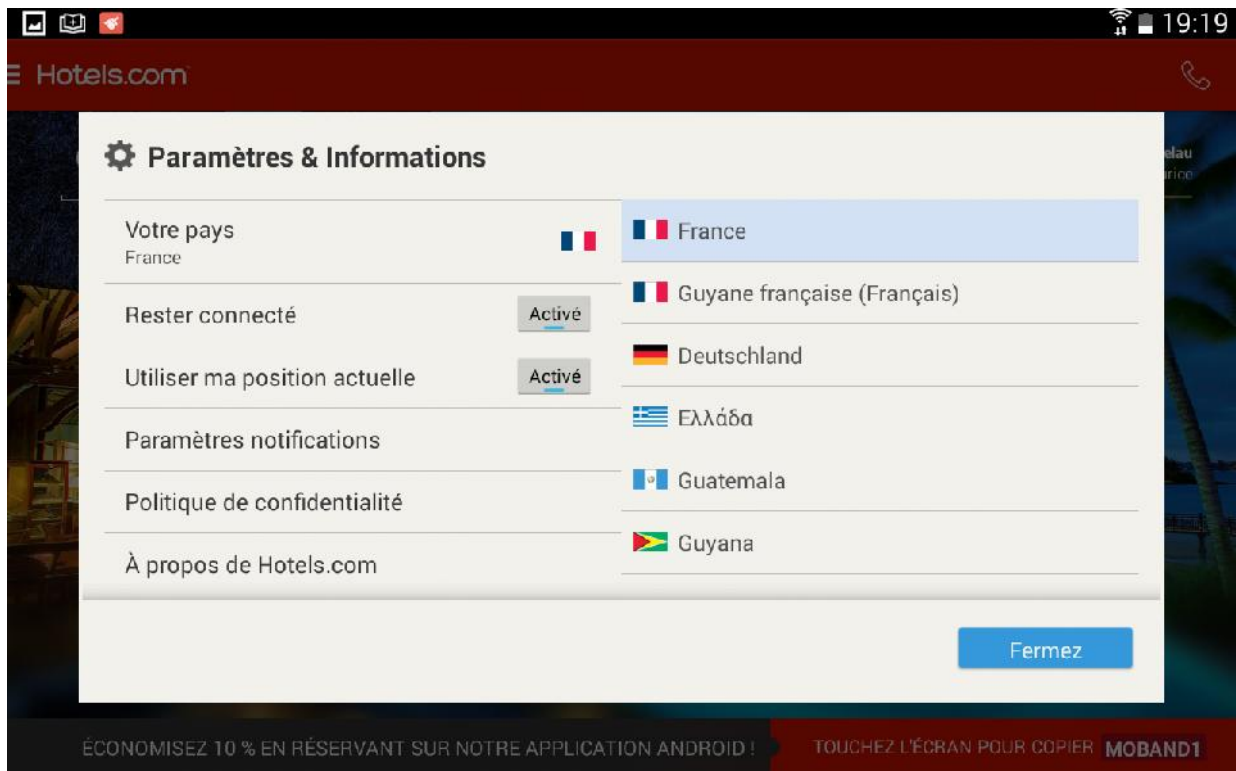 19:19
Hotels.com
Paramètres & Informations
elau
rice
Votre pays
France
Rester connecté
Activé
Utiliser ma position actuelle
Activé
Paramètres notifications
Politique de confidentialité
À propos de Hotels.com
France
Guyane française (Français)
Deutschland
Ελλάδα
Guatemala
Guyana
Fermez
ÉCONOMISEZ 10 % EN RÉSERVANT SUR NOTRE APPLICATION ANDROID !
TOUCHEZ L'ÉCRAN POUR COPIER MOBAND1